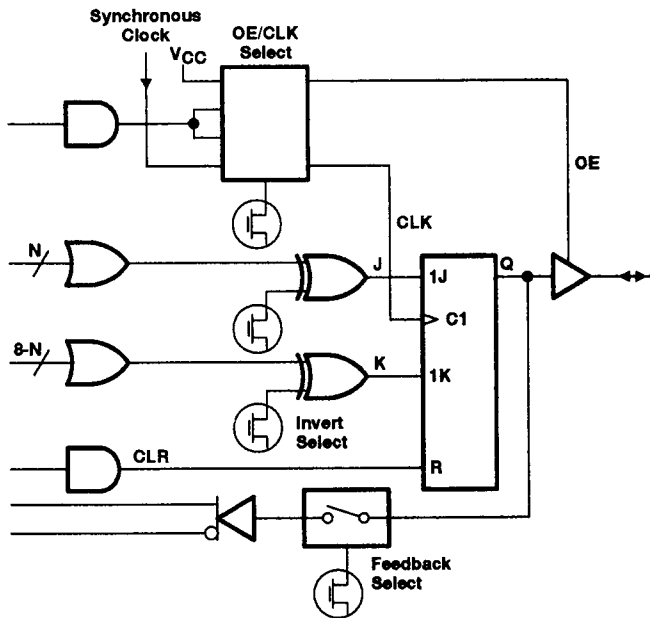 Synchronous
Clock
OE/CLK
Select
VCC
OE
CLK
N
J
1J
Q
C1
8-N
K
1K
Invert
Select
CLR
R
Feedback
Select